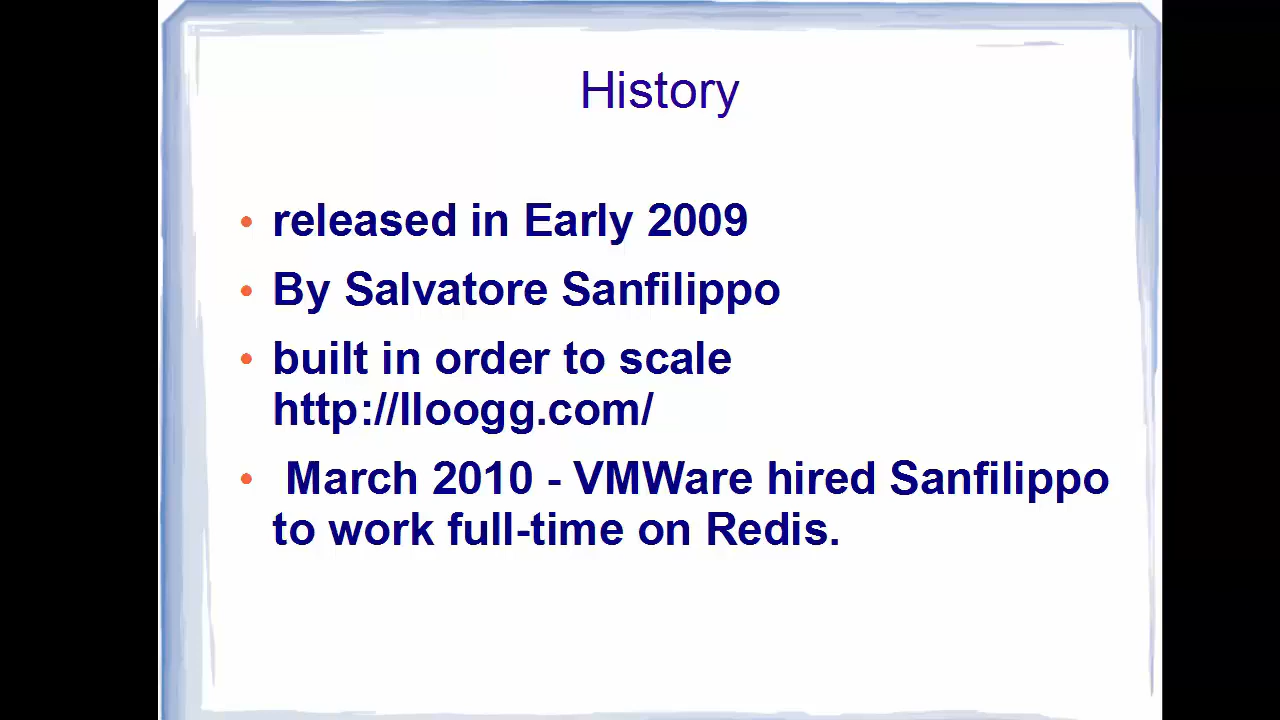 History
• released in Early 2009
• By Salvatore Sanfilippo
• built in order to scale
http://lloogg.com/
• March 2010 - VMWare hired Sanfilippo
to work full-time on Redis.